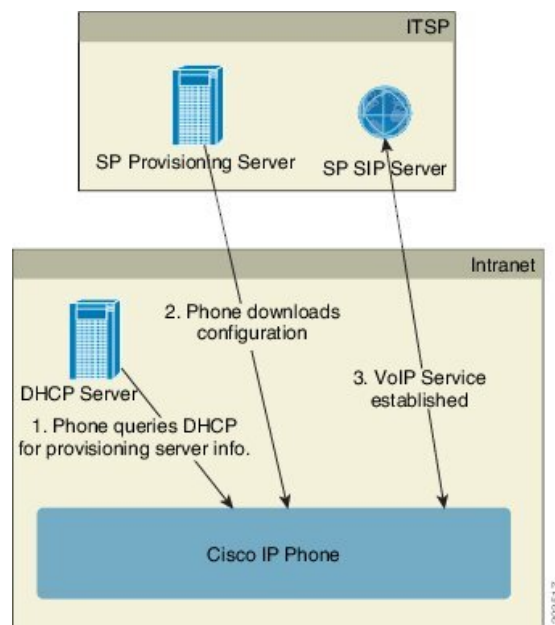 ITSP
SP Provisioning Server
SP SIP Server
Intranet
2. Phone downloads
configuration
DHCP Server
3. VoIP Service
established
1. Phone queries DHCP
for provisioning server info.
Cisco IP Phone